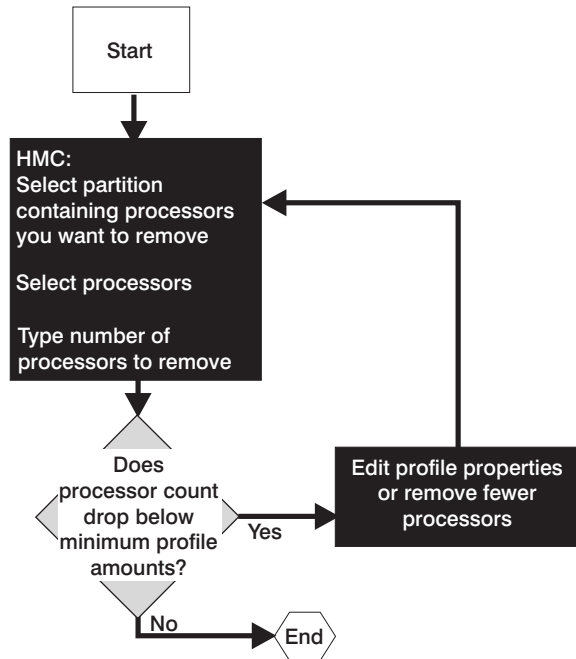 Start
HMC:
Select partition
containing processors
you want to remove
Select processors
Type number of
processors to remove
Does
processor count
drop below
minimum profile
amounts?
Yes
Edit profile properties
or remove fewer
processors
No
End